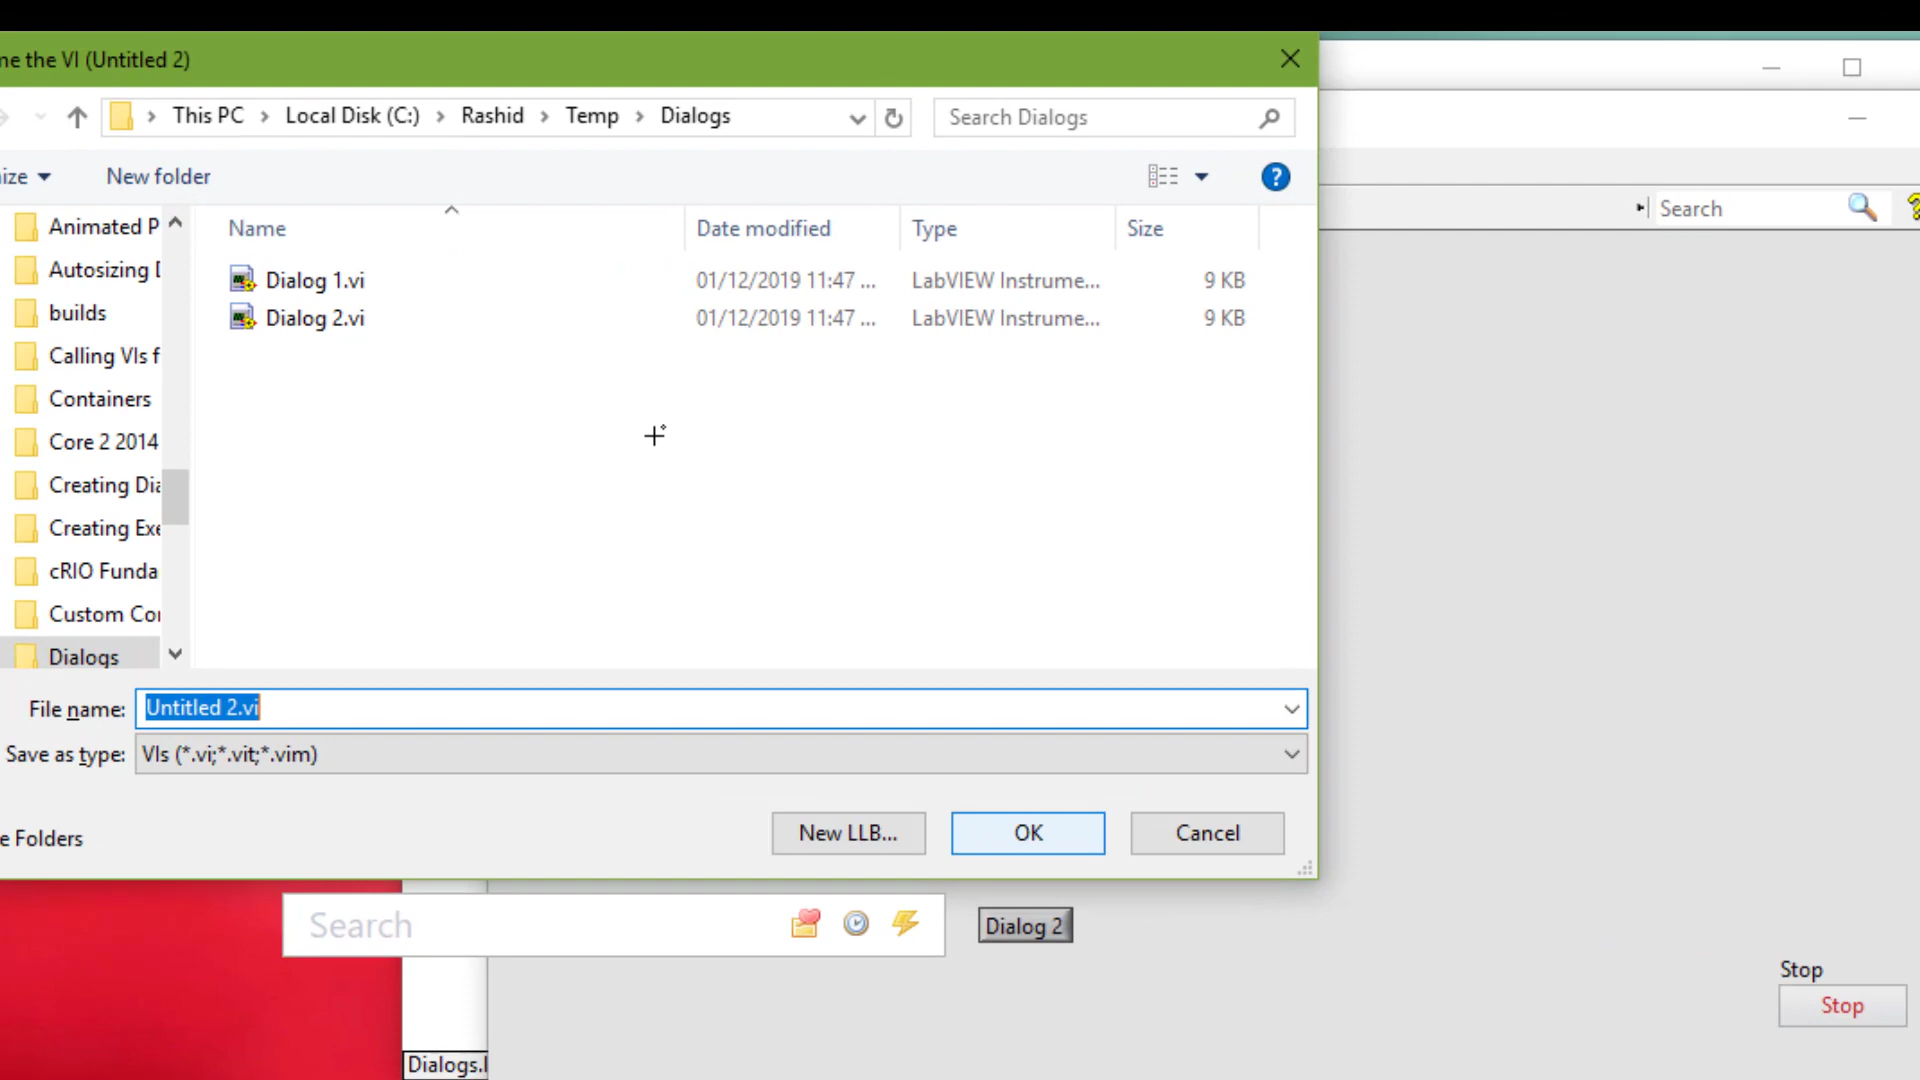 me the VI (Untitled 2)
This PC > Local Disk (C:) > Rashid > Temp > Dialogs
Search Dialogs
ize
New folder
?
Search
Name
Date modified
Type
Size
Animated P
Autosizing D
builds
Calling VIs f
Containers
Core 2 2014
Creating Dia
Creating Exe
cRIO Funda
Custom Con
Dialogs
Dialog 1.vi 01/12/2019 11:47 ... LabVIEW Instrume... 9 KB
Dialog 2.vi 01/12/2019 11:47 ... LabVIEW Instrume... 9 KB
File name: Untitled 2.vi
Save as type: VIs (*.vi;*.vit;*.vim)
e Folders
New LLB...
OK
Cancel
Search
Dialog 2
Stop
Stop
Dialogs.l